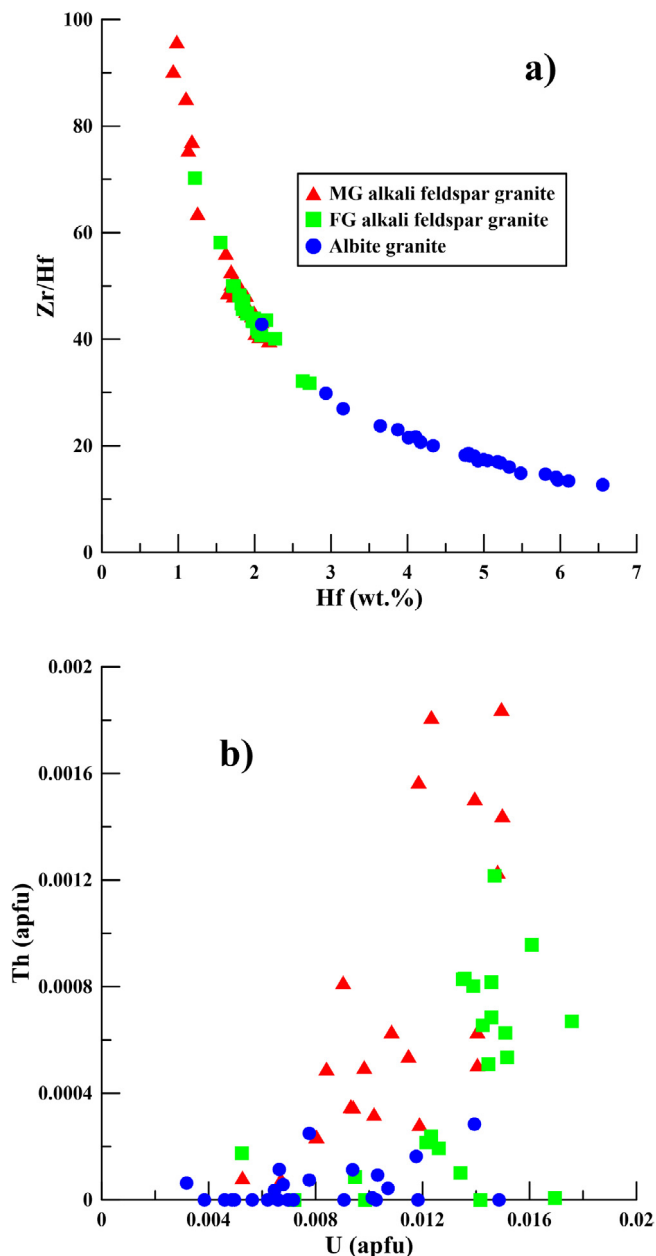 100
a)
80
MG alkali feldspar granite
FG alkali feldspar granite
Albite granite
60
Zr/Hf
40
20
0
0 1 2 3 4 5 6 7
Hf (wt.%)
0.002
b)
0.0016
0.0012
Th (apfu)
0.0008
0.0004
0
0.004 0.008 0.012 0.016 0.02
U (apfu)